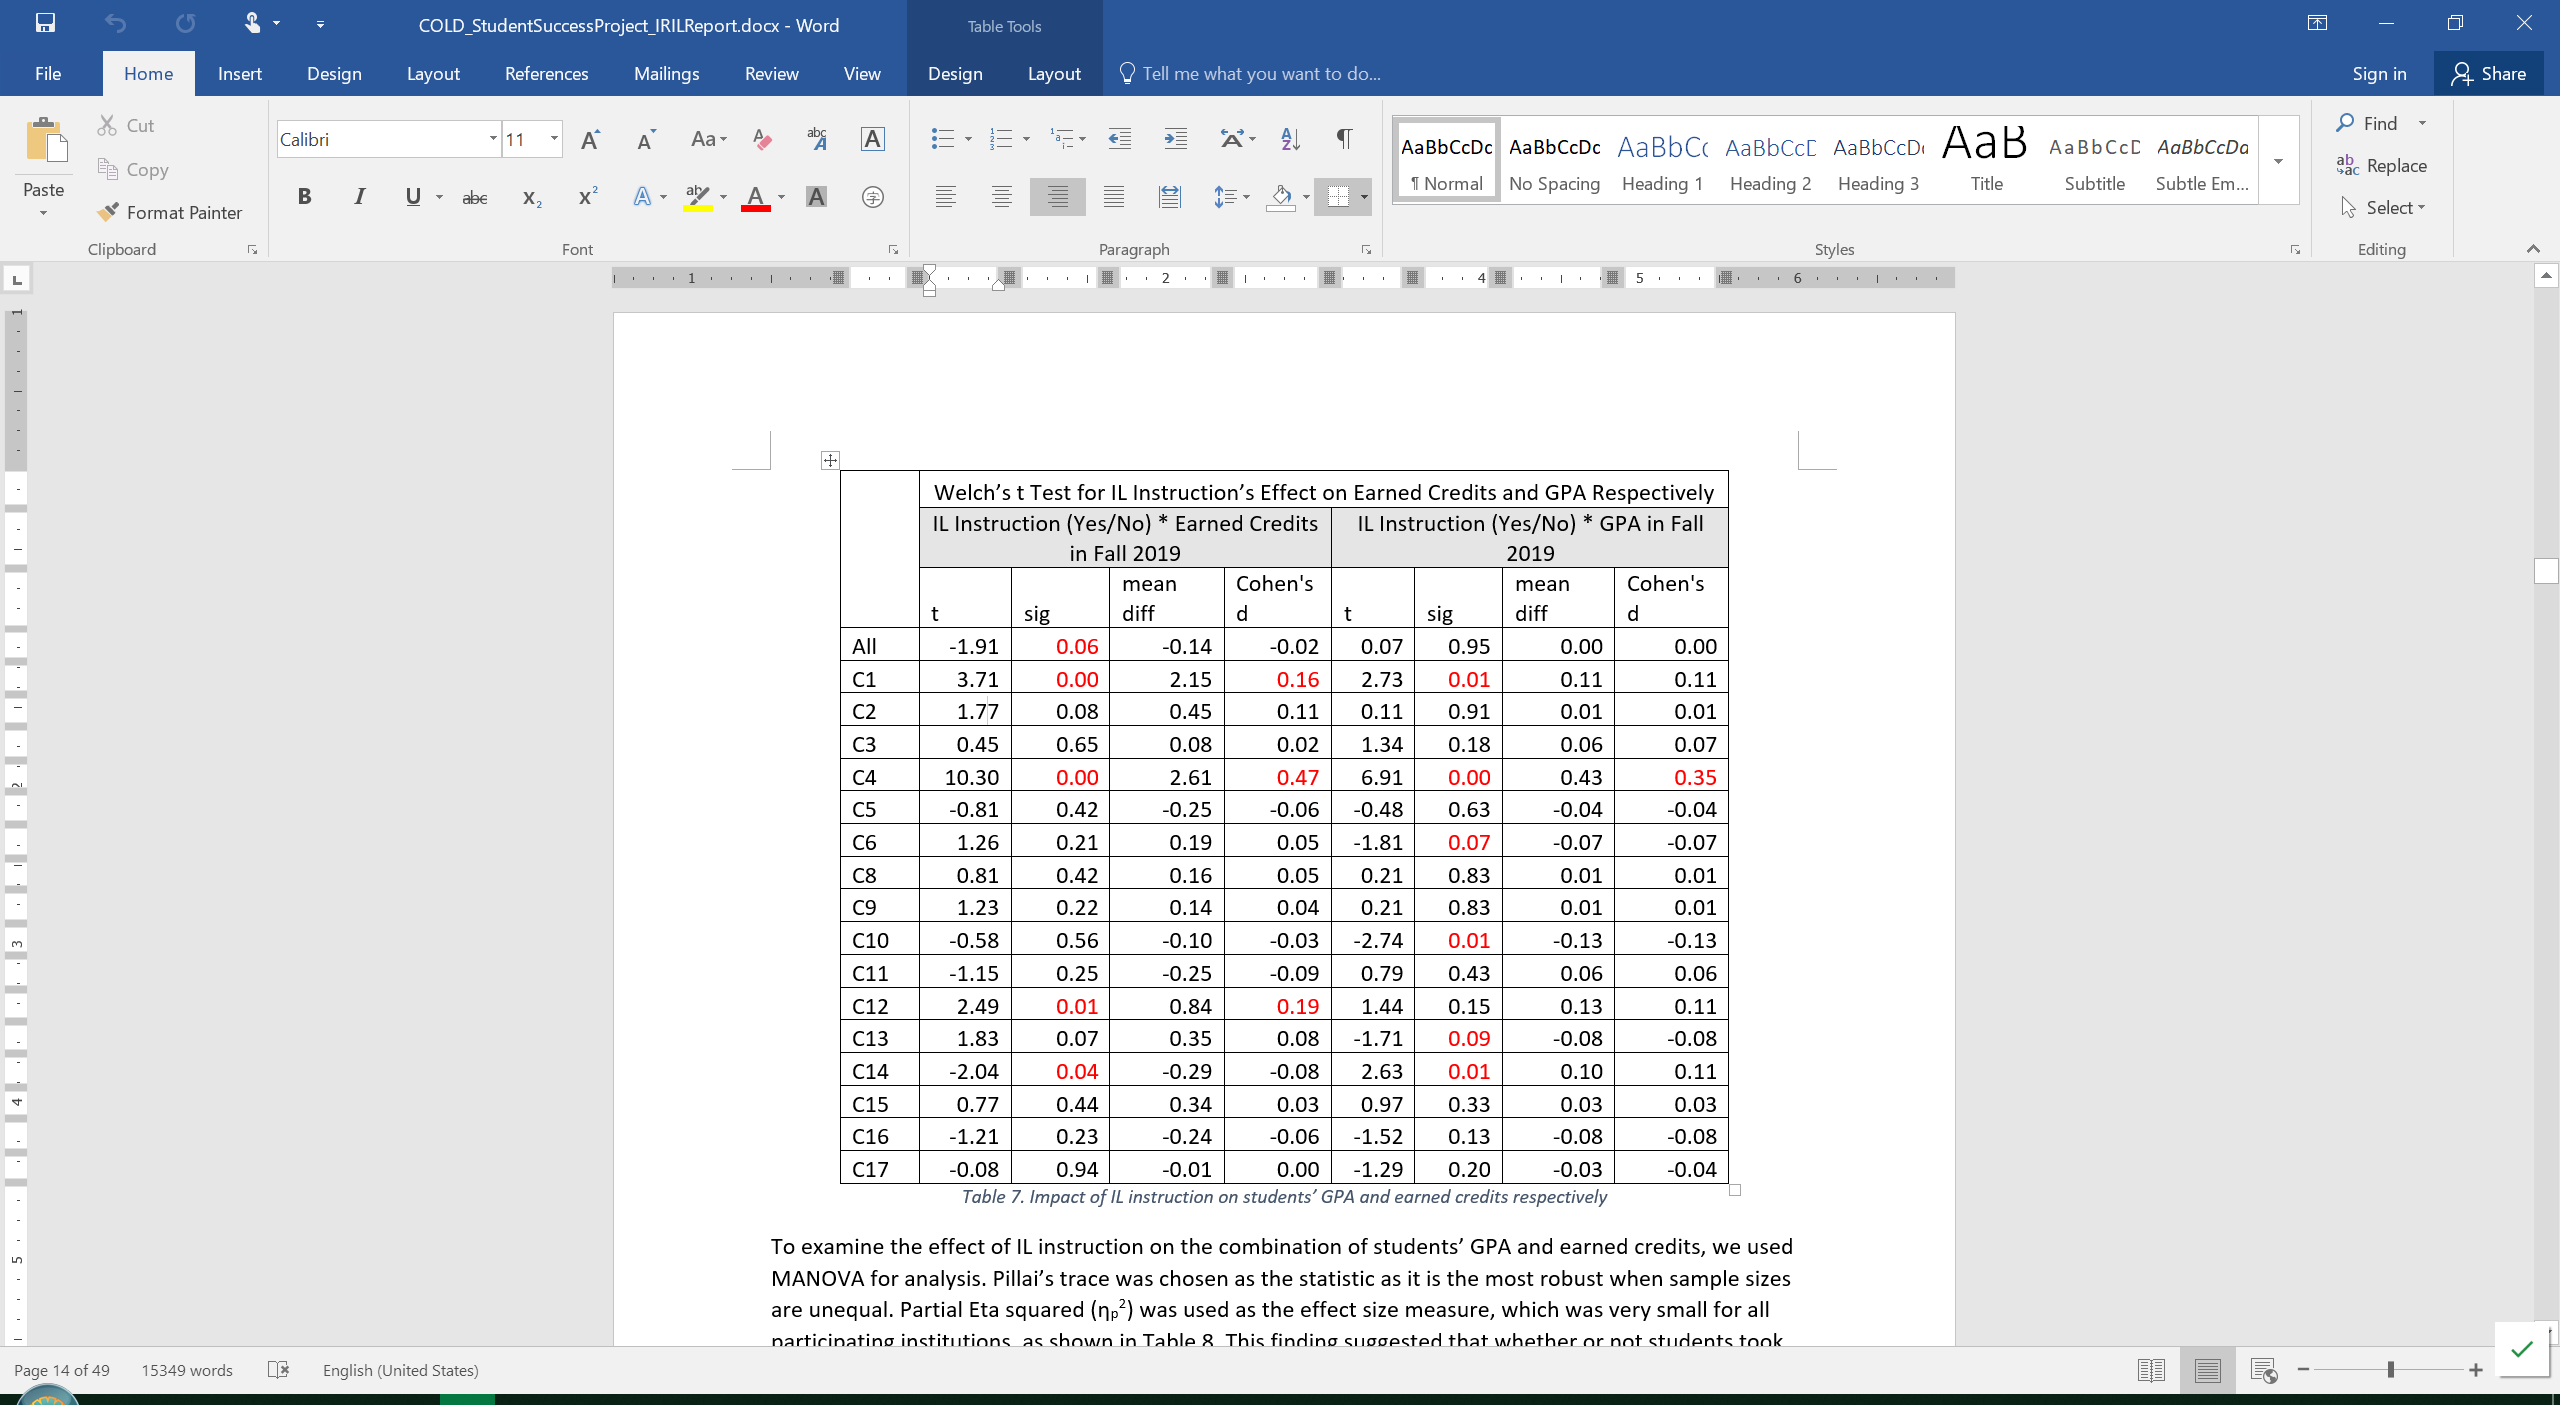 COLD_StudentSuccessProject_IRILReport.docx - Word
Table Tools
File Home Insert Design Layout References Mailings Review View Design Layout Tell me what you want to do... Sign in Share
Paste
Cut
Copy
Format Painter
Clipboard
Calibri 11
Font
Paragraph
AaBbCcDc AaBbCcDc AaBbCc AaBbCcD AaBbCcDc AaB AaBbCcD AaBbCcDd
¶ Normal No Spacing Heading 1 Heading 2 Heading 3 Title Subtitle Subtle Em...
Styles
Find
Replace
Select
Editing
1 2 4 5 6
Welch’s t Test for IL Instruction’s Effect on Earned Credits and GPA Respectively
IL Instruction (Yes/No) * Earned Credits in Fall 2019 IL Instruction (Yes/No) * GPA in Fall 2019
t sig mean diff Cohen's d t sig mean diff Cohen's d
All -1.91 0.06 -0.14 -0.02 0.07 0.95 0.00 0.00
C1 3.71 0.00 2.15 0.16 2.73 0.01 0.11 0.11
C2 1.77 0.08 0.45 0.11 0.11 0.91 0.01 0.01
C3 0.45 0.65 0.08 0.02 1.34 0.18 0.06 0.07
C4 10.30 0.00 2.61 0.47 6.91 0.00 0.43 0.35
C5 -0.81 0.42 -0.25 -0.06 -0.48 0.63 -0.04 -0.04
C6 1.26 0.21 0.19 0.05 -1.81 0.07 -0.07 -0.07
C8 0.81 0.42 0.16 0.05 0.21 0.83 0.01 0.01
C9 1.23 0.22 0.14 0.04 0.21 0.83 0.01 0.01
C10 -0.58 0.56 -0.10 -0.03 -2.74 0.01 -0.13 -0.13
C11 -1.15 0.25 -0.25 -0.09 0.79 0.43 0.06 0.06
C12 2.49 0.01 0.84 0.19 1.44 0.15 0.13 0.11
C13 1.83 0.07 0.35 0.08 -1.71 0.09 -0.08 -0.08
C14 -2.04 0.04 -0.29 -0.08 2.63 0.01 0.10 0.11
C15 0.77 0.44 0.34 0.03 0.97 0.33 0.03 0.03
C16 -1.21 0.23 -0.24 -0.06 -1.52 0.13 -0.08 -0.08
C17 -0.08 0.94 -0.01 0.00 -1.29 0.20 -0.03 -0.04
Table 7. Impact of IL instruction on students’ GPA and earned credits respectively
To examine the effect of IL instruction on the combination of students’ GPA and earned credits, we used
MANOVA for analysis. Pillai’s trace was chosen as the statistic as it is the most robust when sample sizes
are unequal. Partial Eta squared (ηₚ²) was used as the effect size measure, which was very small for all
participating institutions, as shown in Table 8. This finding suggested that whether or not students took
Page 14 of 49 15349 words English (United States)